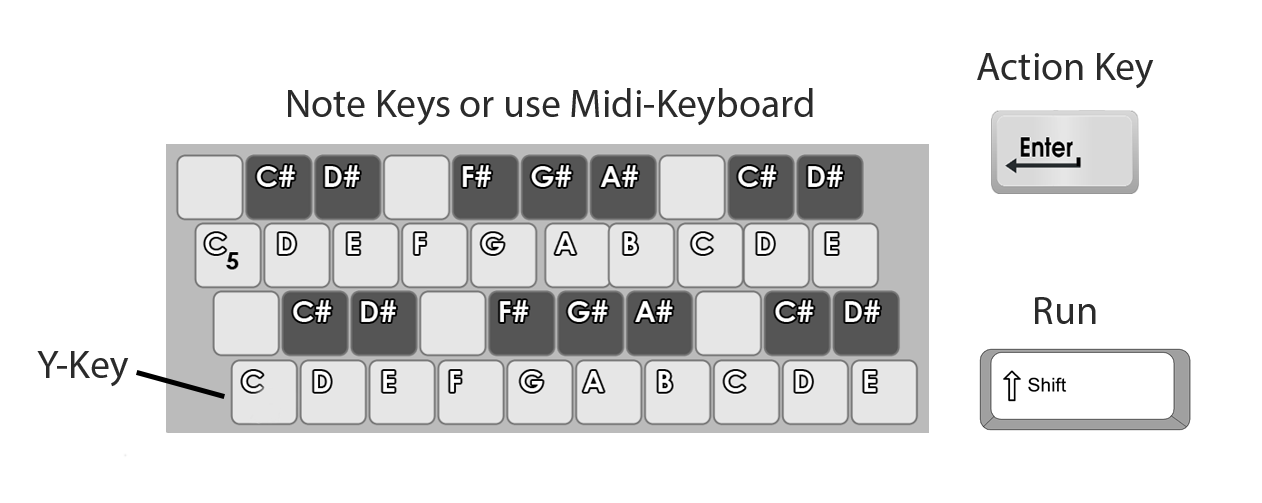 Action Key
Note Keys or use Midi-Keyboard
Enter
C# D# F# G# A# C# D#
C5 D E F G A B C D E
C# D# F# G# A# C# D#
Run
Y-Key
C D E F G A B C D E
Shift